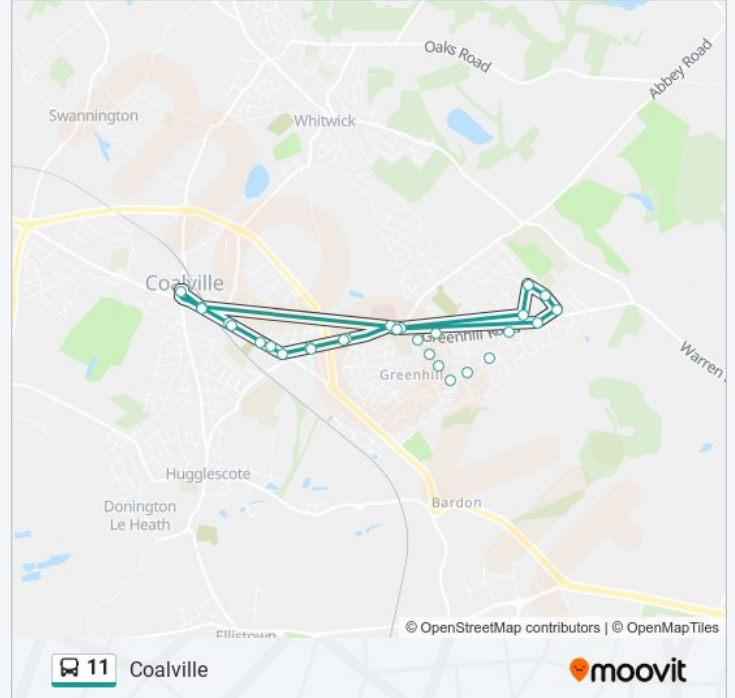 Oaks Road
Abbey Road
Swannington
Whitwick
Coalville
Greenhill Road
Greenhill
Warren
Hugglescote
Donington
Le Heath
Bardon
Ellistown
© OpenStreetMap contributors | © OpenMapTiles
11 Coalville
moovit